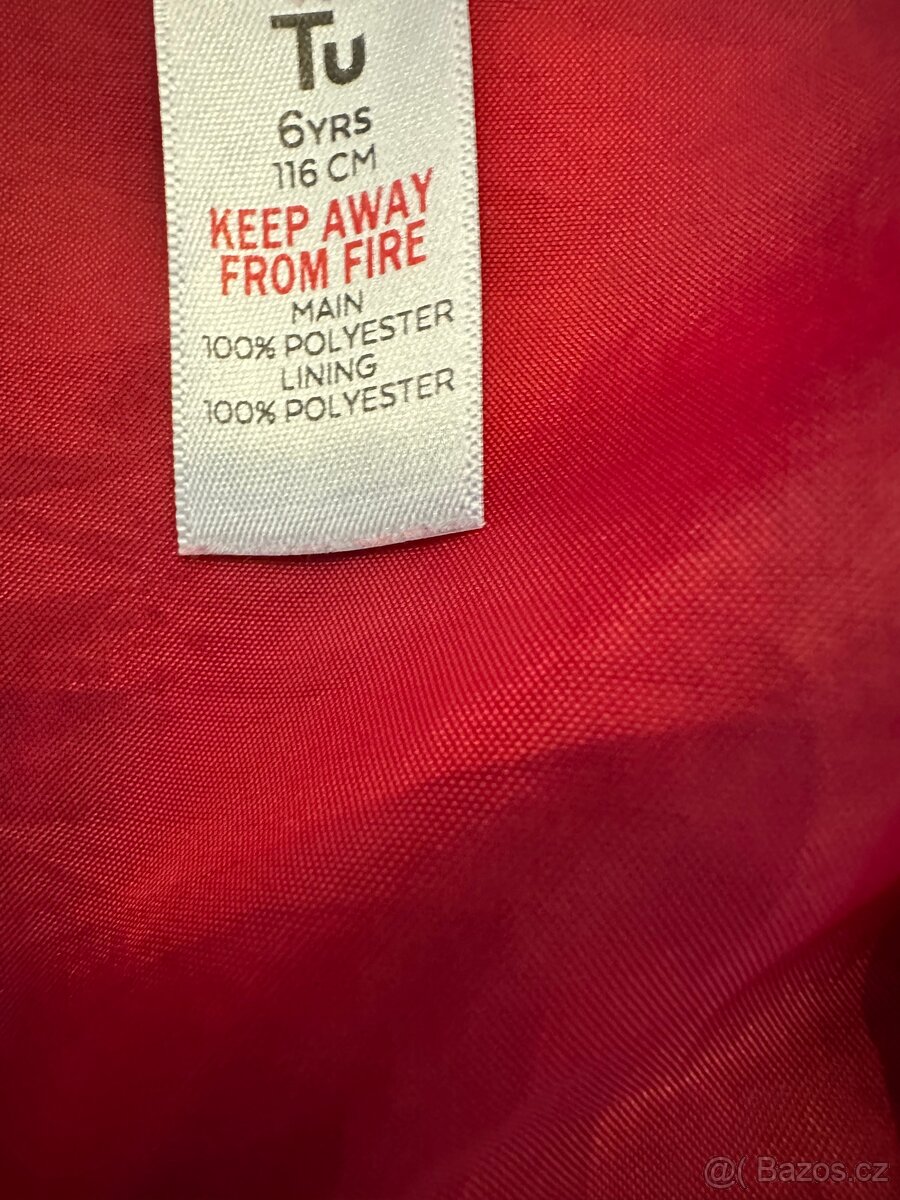 Tu
6YRS
116 CM
KEEP AWAY
FROM FIRE
MAIN
100% POLYESTER
LINING
100% POLYESTER
@( Bazos.cz